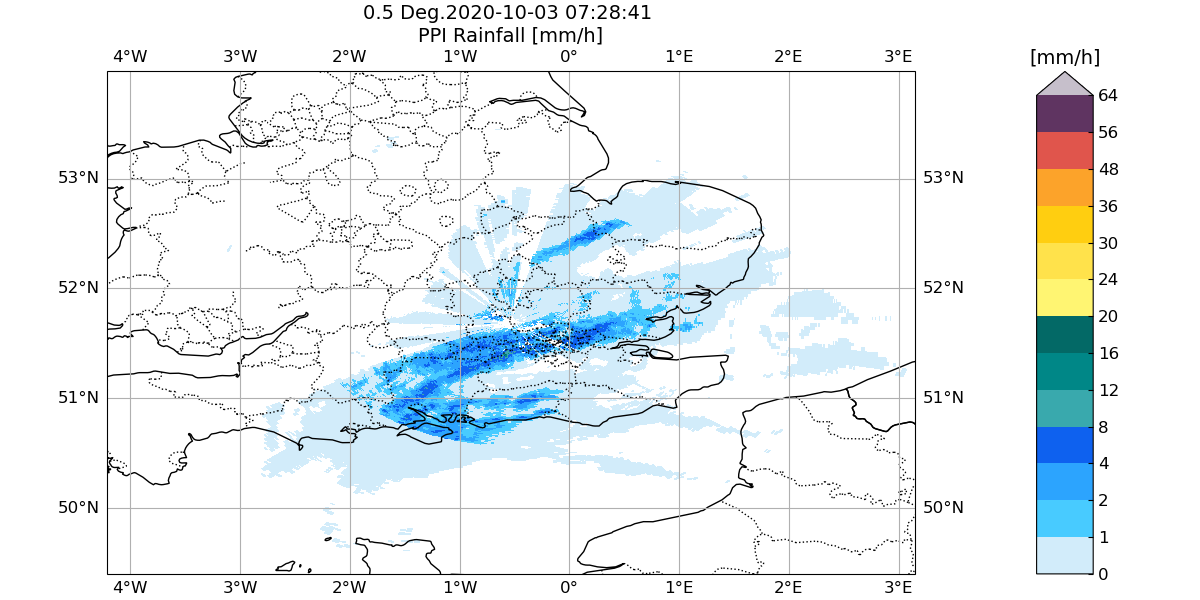 0.5 Deg.2020-10-03 07:28:41
PPI Rainfall [mm/h]
4°W 3°W 2°W 1°W 0° 1°E 2°E 3°E
[mm/h]
53°N 53°N
52°N 52°N
51°N 51°N
50°N 50°N
4°W 3°W 2°W 1°W 0° 1°E 2°E 3°E
64
56
48
36
30
24
20
16
12
8
4
2
1
0